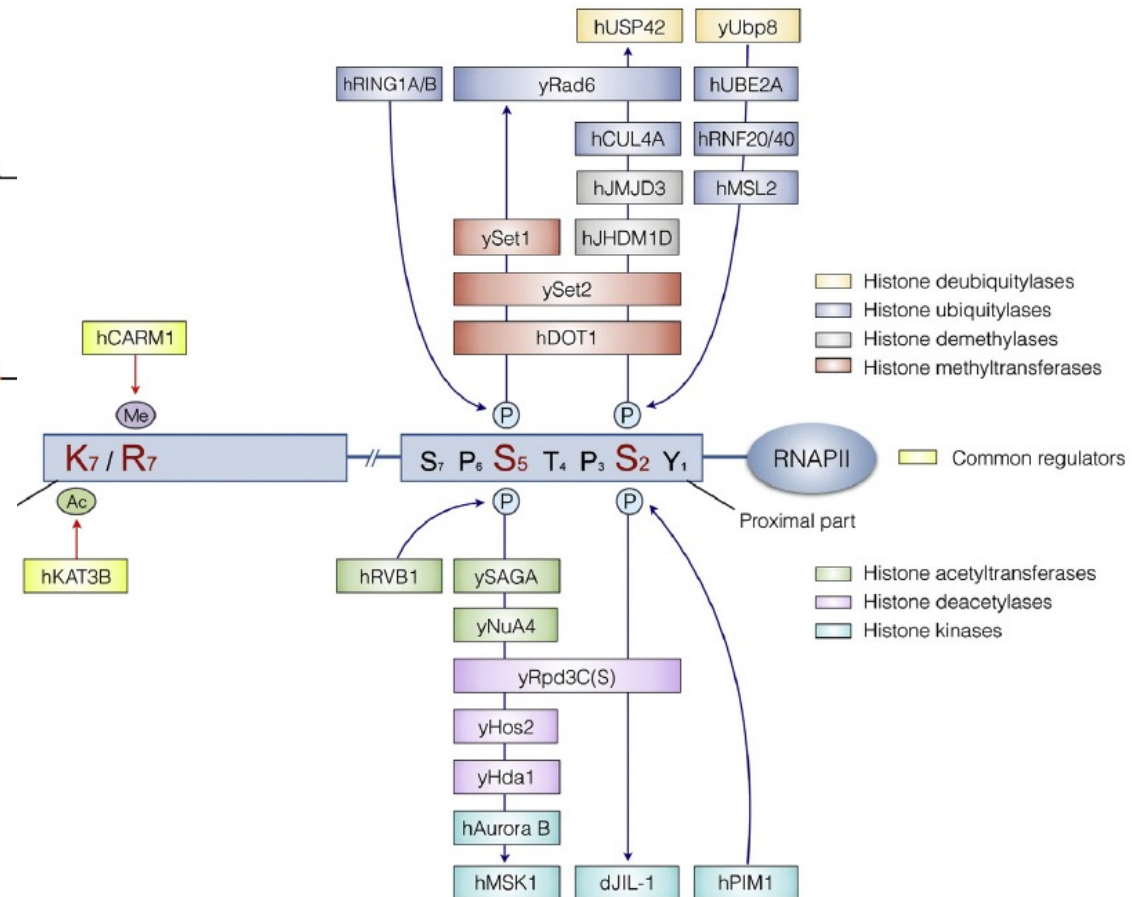 hUSP42
yUbp8
hRING1A/B
yRad6
hUBE2A
hCUL4A
hRNF20/40
hJMJD3
hMSL2
ySet1
hJHDM1D
ySet2
hDOT1
Histone deubiquitylases
Histone ubiquitylases
Histone demethylases
Histone methyltransferases
hCARM1
Me
P
P
K7 / R7
S7 P6 S5 T4 P3 S2 Y1
RNAPII
Common regulators
Ac
P
P
Proximal part
hKAT3B
hRVB1
ySAGA
yNuA4
Histone acetyltransferases
Histone deacetylases
Histone kinases
yRpd3C(S)
yHos2
yHda1
hAurora B
hMSK1
dJIL-1
hPIM1